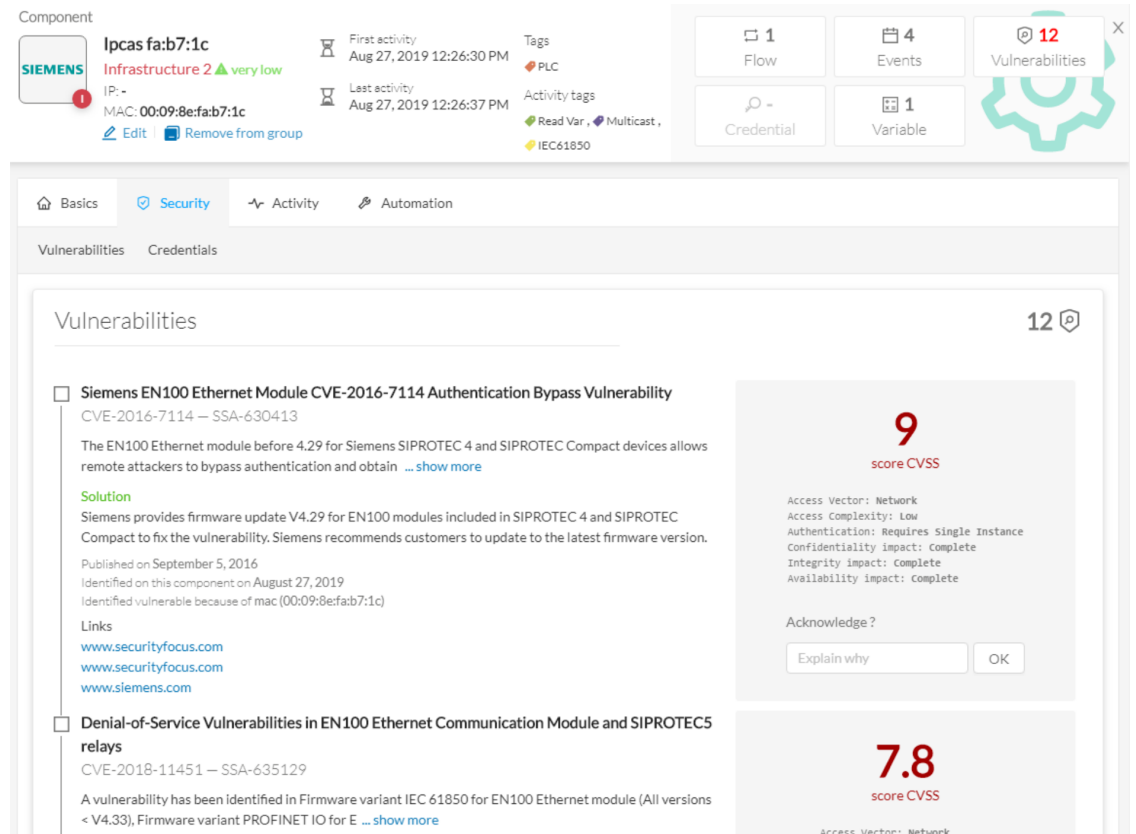 Component
SIEMENS
Ipcas fa:b7:1c
Infrastructure 2 very low
IP: -
MAC: 00:09:8e:fa:b7:1c
Edit Remove from group
First activity
Aug 27, 2019 12:26:30 PM
Last activity
Aug 27, 2019 12:26:37 PM
Tags
PLC
Activity tags
Read Var , Multicast ,
IEC61850
1
Flow
4
Events
12
Vulnerabilities
X
-
Credential
1
Variable
Basics Security Activity Automation
Vulnerabilities Credentials
Vulnerabilities 12
Siemens EN100 Ethernet Module CVE-2016-7114 Authentication Bypass Vulnerability
CVE-2016-7114 — SSA-630413
The EN100 Ethernet module before 4.29 for Siemens SIPROTEC 4 and SIPROTEC Compact devices allows
remote attackers to bypass authentication and obtain ... show more
Solution
Siemens provides firmware update V4.29 for EN100 modules included in SIPROTEC 4 and SIPROTEC
Compact to fix the vulnerability. Siemens recommends customers to update to the latest firmware version.
Published on September 5, 2016
Identified on this component on August 27, 2019
Identified vulnerable because of mac (00:09:8e:fa:b7:1c)
Links
www.securityfocus.com
www.securityfocus.com
www.siemens.com
9
score CVSS
Access Vector: Network
Access Complexity: Low
Authentication: Requires Single Instance
Confidentiality impact: Complete
Integrity impact: Complete
Availability impact: Complete
Acknowledge ?
Explain why OK
Denial-of-Service Vulnerabilities in EN100 Ethernet Communication Module and SIPROTEC5
relays
CVE-2018-11451 — SSA-635129
A vulnerability has been identified in Firmware variant IEC 61850 for EN100 Ethernet module (All versions
< V4.33), Firmware variant PROFINET IO for E ... show more
7.8
score CVSS
Access Vector: Network